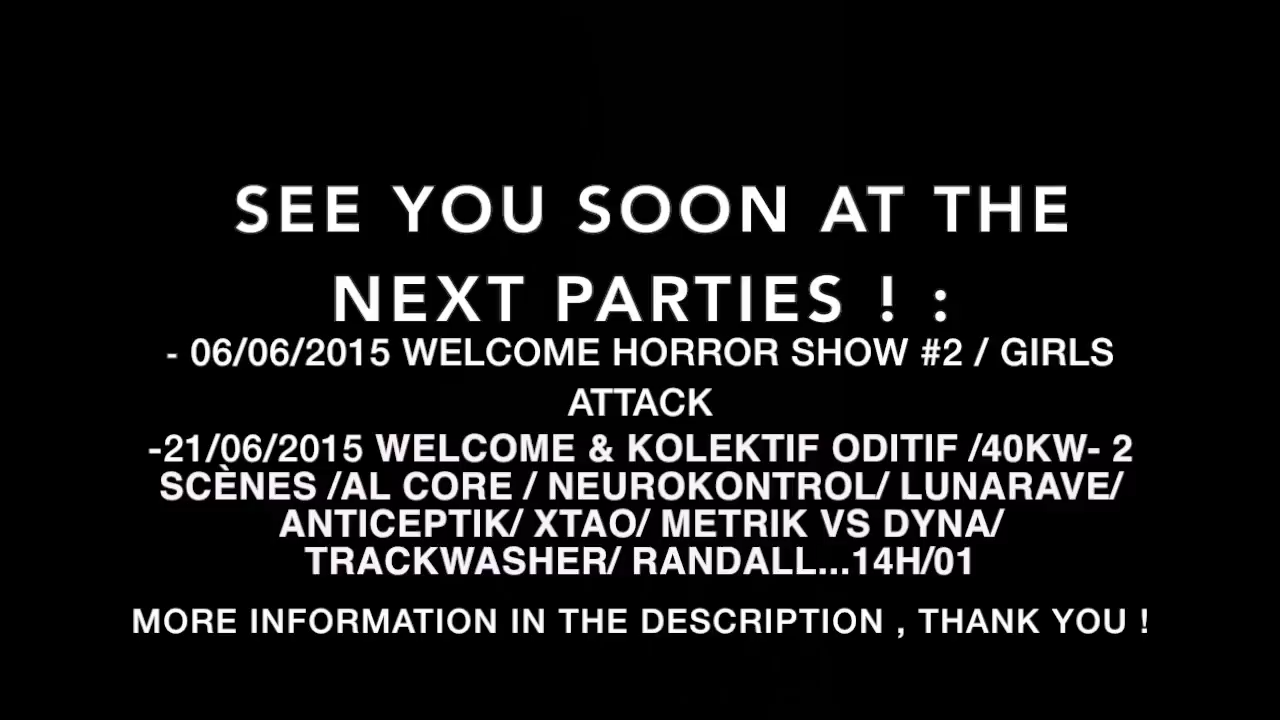 SEE YOU SOON AT THE
NEXT PARTIES ! :
- 06/06/2015 WELCOME HORROR SHOW #2 / GIRLS
ATTACK
-21/06/2015 WELCOME & KOLEKTIF ODITIF /40KW- 2
SCÈNES /AL CORE / NEUROKONTROL/ LUNARAVE/
ANTICEPTIK/ XTAO/ METRIK VS DYNA/
TRACKWASHER/ RANDALL...14H/01
MORE INFORMATION IN THE DESCRIPTION , THANK YOU !